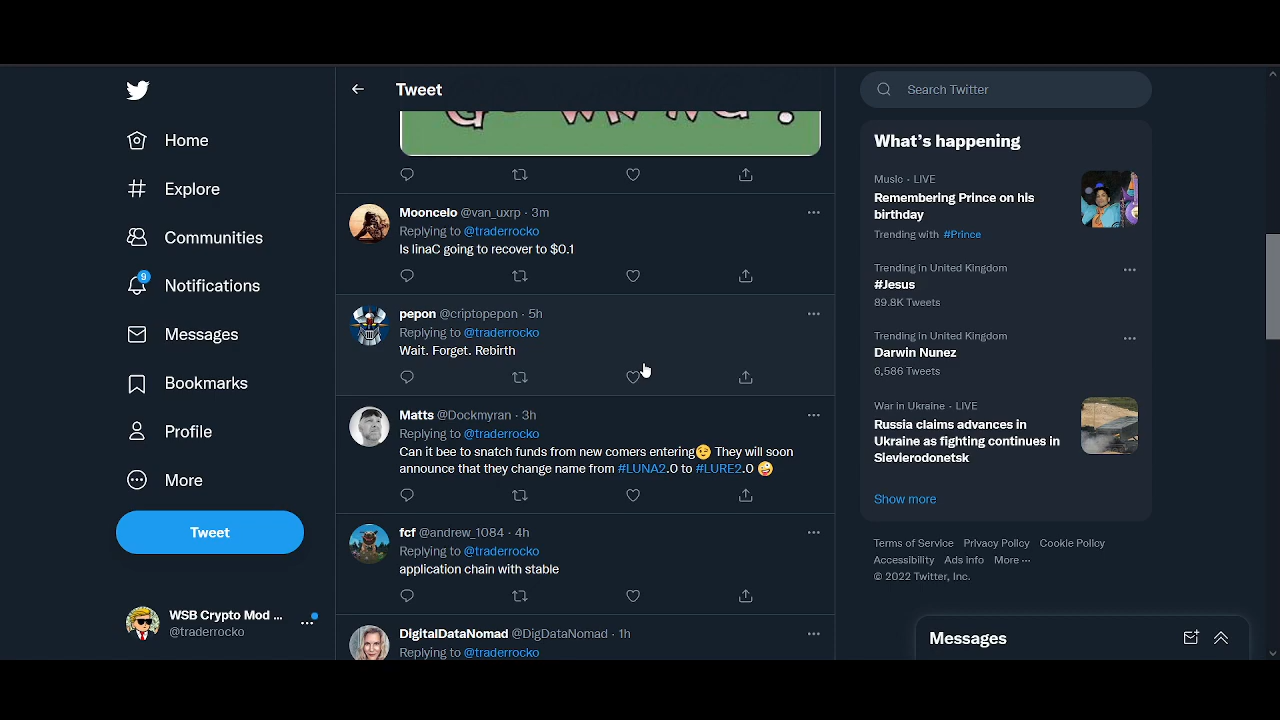 Home
Explore
Communities
9
Notifications
Messages
Bookmarks
Profile
More
Tweet
WSB Crypto Mod ...
@traderrocko
Tweet
Mooncelo @van_uxrp · 3m
Replying to @traderrocko
Is linaC going to recover to $0.1
pepon @criptopepon · 5h
Replying to @traderrocko
Wait. Forget. Rebirth
Matts @Dockmyran · 3h
Replying to @traderrocko
Can it bee to snatch funds from new comers entering😉 They will soon
announce that they change name from #LUNA2.0 to #LURE2.0 🤪
fcf @andrew_1084 · 4h
Replying to @traderrocko
application chain with stable
DigitalDataNomad @DigDataNomad · 1h
Replying to @traderrocko
Search Twitter
What's happening
Music · LIVE
Remembering Prince on his
birthday
Trending with #Prince
Trending in United Kingdom
#Jesus
89.8K Tweets
Trending in United Kingdom
Darwin Nunez
6,586 Tweets
War in Ukraine · LIVE
Russia claims advances in
Ukraine as fighting continues in
Sievierodonetsk
Show more
Terms of Service Privacy Policy Cookie Policy
Accessibility Ads info More ···
© 2022 Twitter, Inc.
Messages